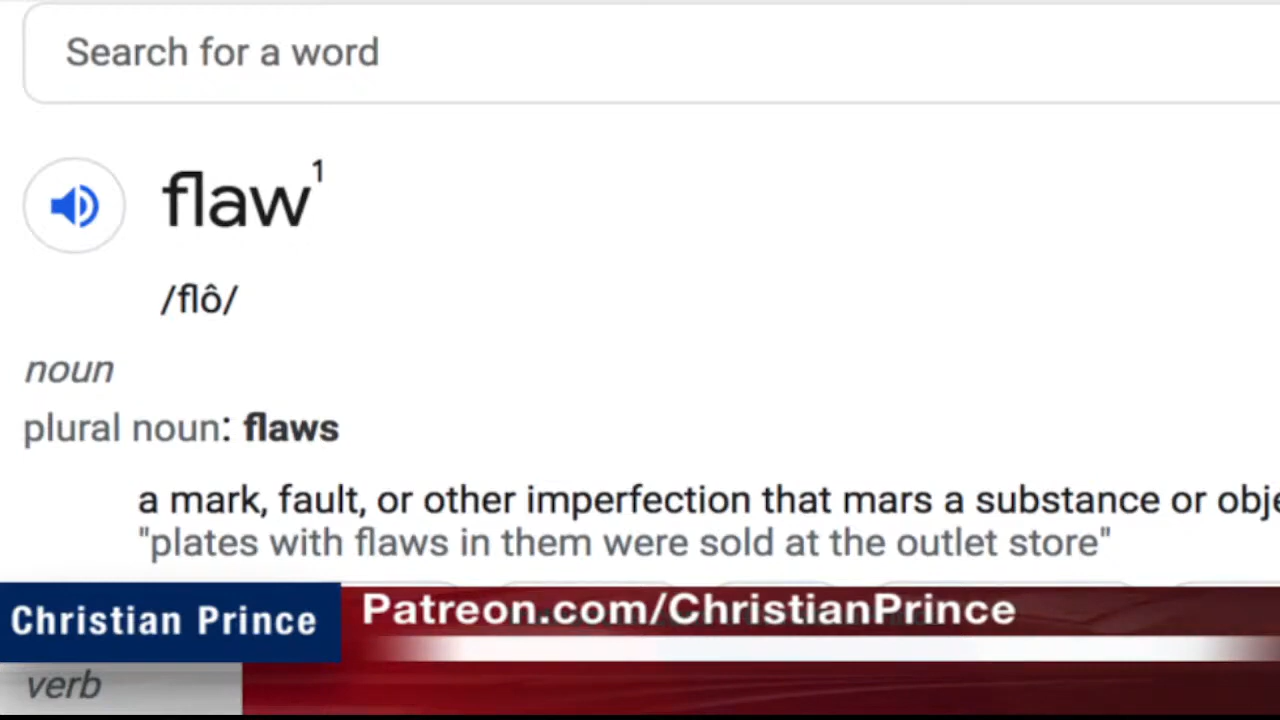 Search for a word
flaw1
/flô/
noun
plural noun: flaws
a mark, fault, or other imperfection that mars a substance or obje
"plates with flaws in them were sold at the outlet store"
Christian Prince
Patreon.com/ChristianPrince
verb